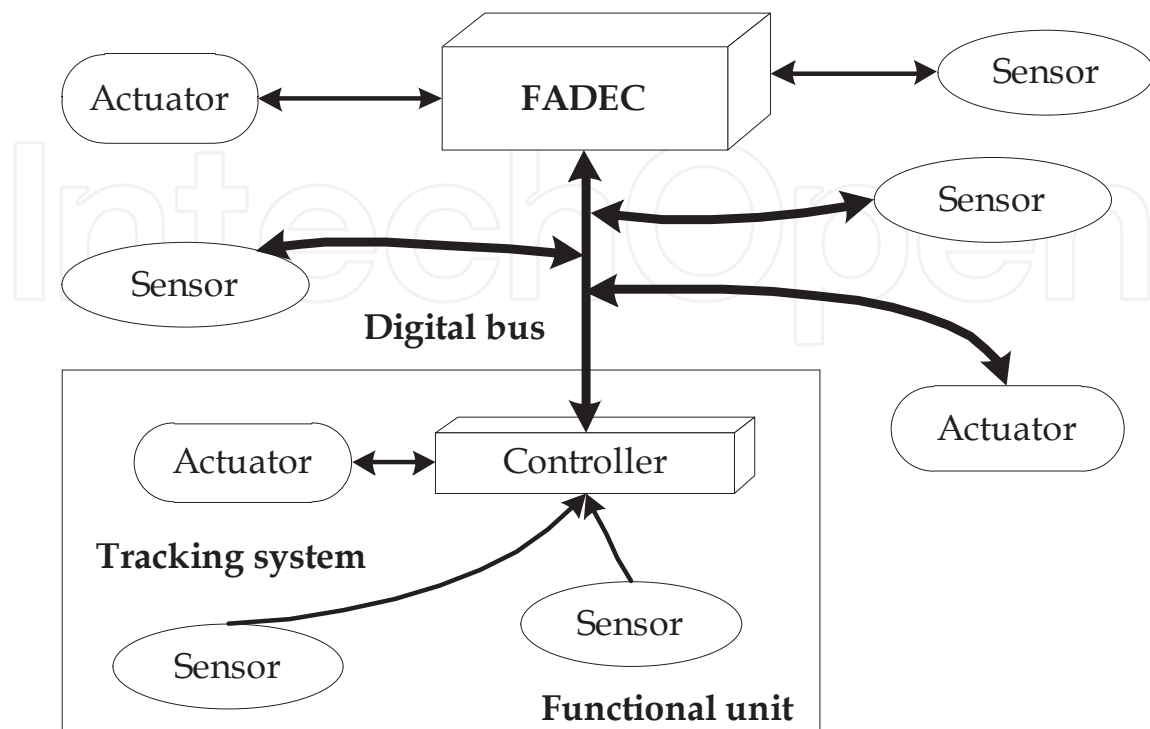 FADEC
Actuator
Sensor
Sensor
Sensor
IntechOpen
Digital bus
Actuator
Actuator
Controller
Tracking system
Sensor
Sensor
Functional unit